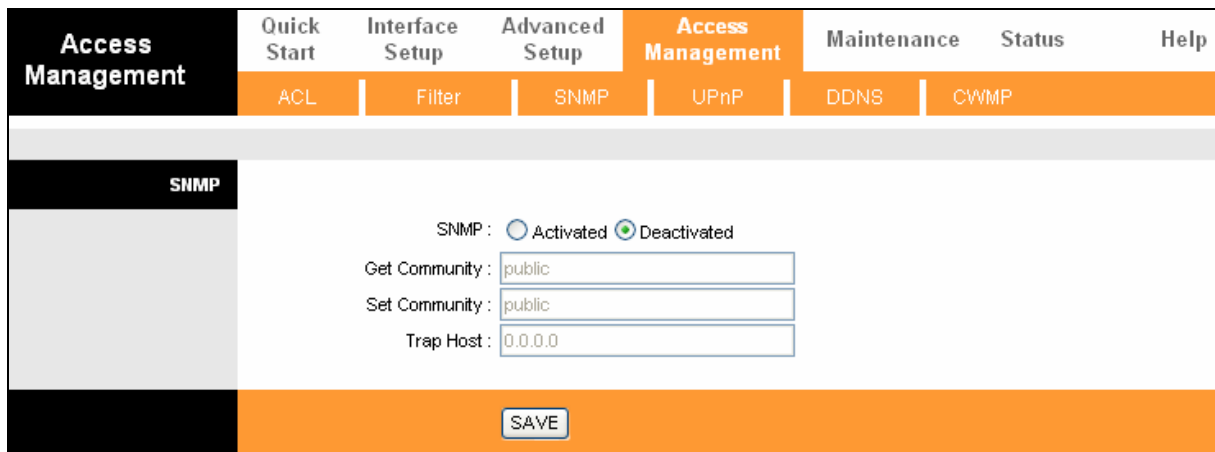 Access
Management
Quick
Start
Interface
Setup
Advanced
Setup
Access
Management
Maintenance
Status
Help
ACL
Filter
SNMP
UPnP
DDNS
CWMP
SNMP
SNMP : Activated Deactivated
Get Community : public
Set Community : public
Trap Host : 0.0.0.0
SAVE